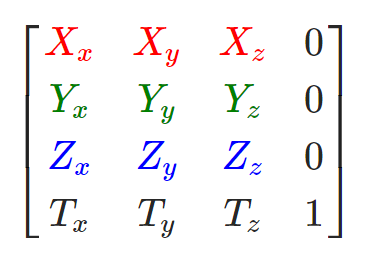 X_x X_y X_z 0
Y_x Y_y Y_z 0
Z_x Z_y Z_z 0
T_x T_y T_z 1